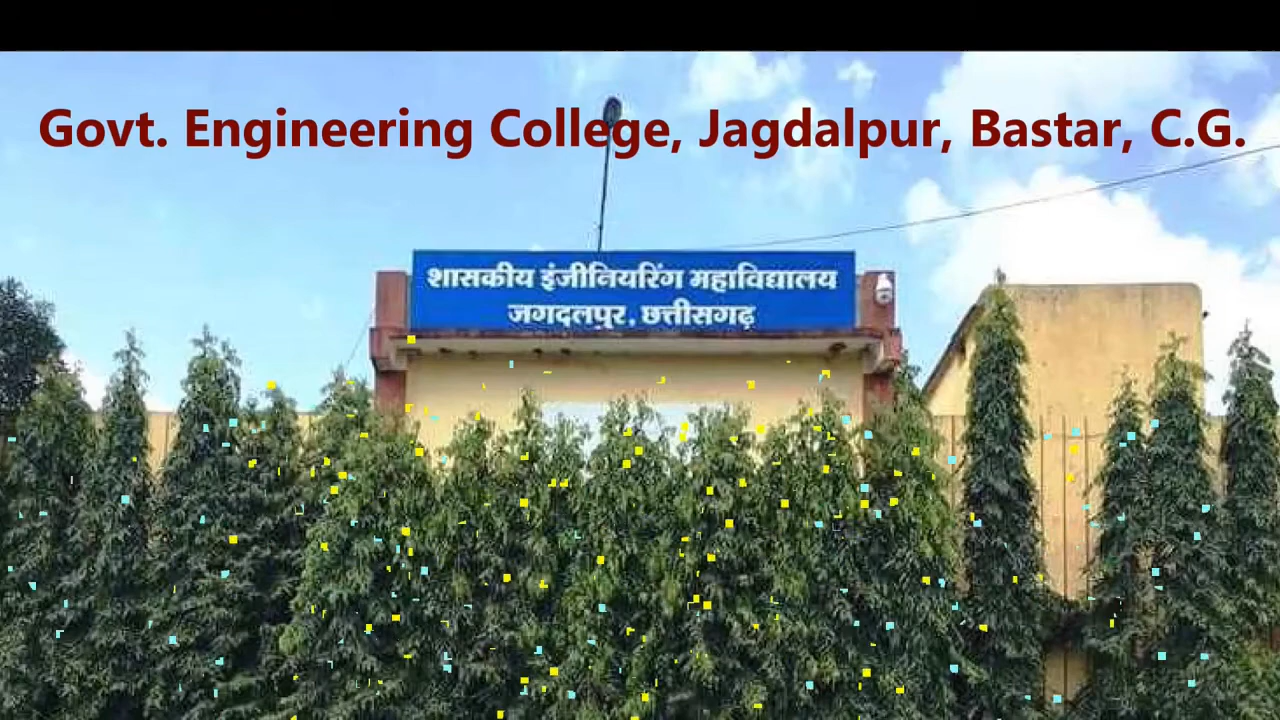 Govt. Engineering College, Jagdalpur, Bastar, C.G.
शासकीय इंजीनियरिंग महाविद्यालय
जगदलपुर, छत्तीसगढ़